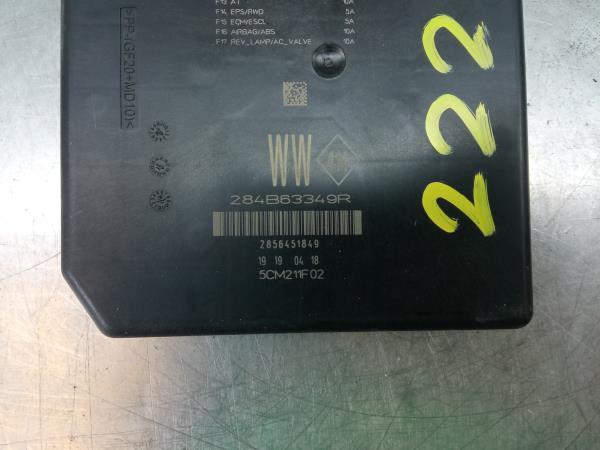 F13 AT 10A
F14 EPS/RWD 5A
F15 ECM/ESCL 5A
F16 AIRBAG/ABS 10A
F17 REV_LAMP/AC_VALVE 10A
>PP-(GF20+MD10)<
WW
284B63349R
2856451849
19 19 04 18
5CM211F02
222